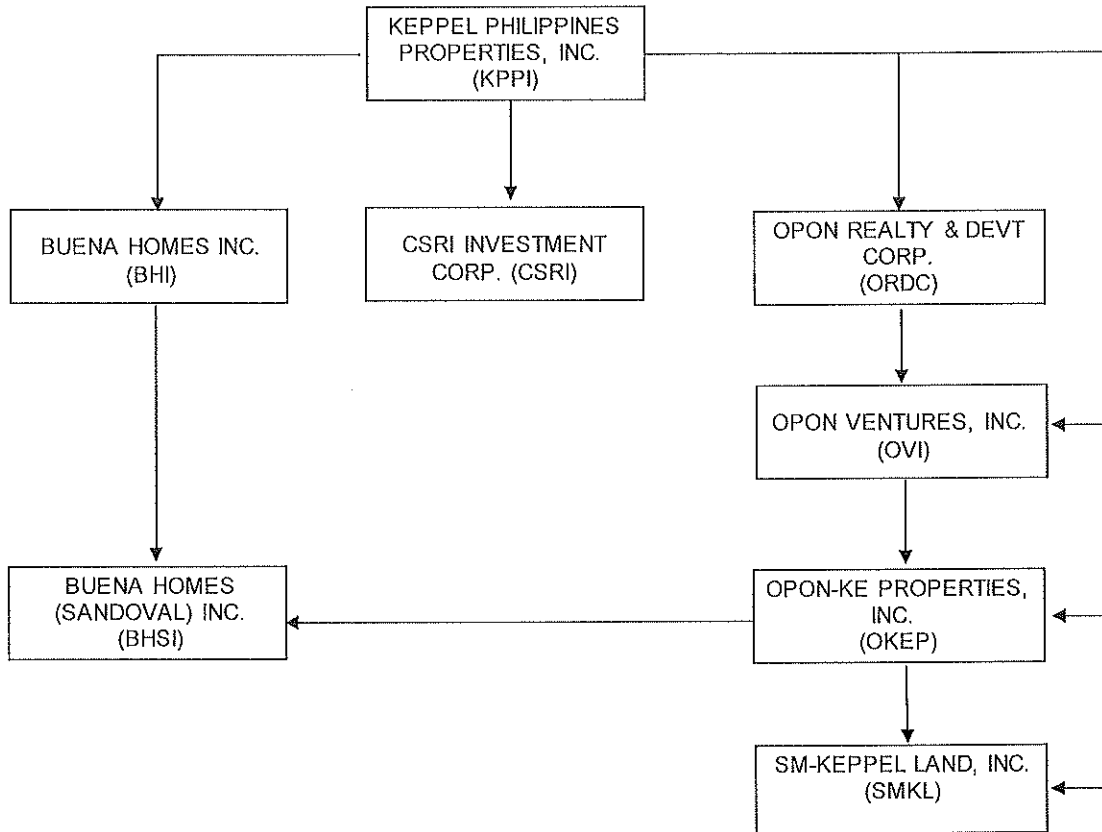 KEPPEL PHILIPPINES
PROPERTIES, INC.
(KPPI)
BUENA HOMES INC.
(BHI)
CSRI INVESTMENT
CORP. (CSRI)
OPON REALTY & DEVT
CORP.
(ORDC)
OPON VENTURES, INC.
(OVI)
BUENA HOMES
(SANDOVAL) INC.
(BHSI)
OPON-KE PROPERTIES,
INC.
(OKEP)
SM-KEPPEL LAND, INC.
(SMKL)